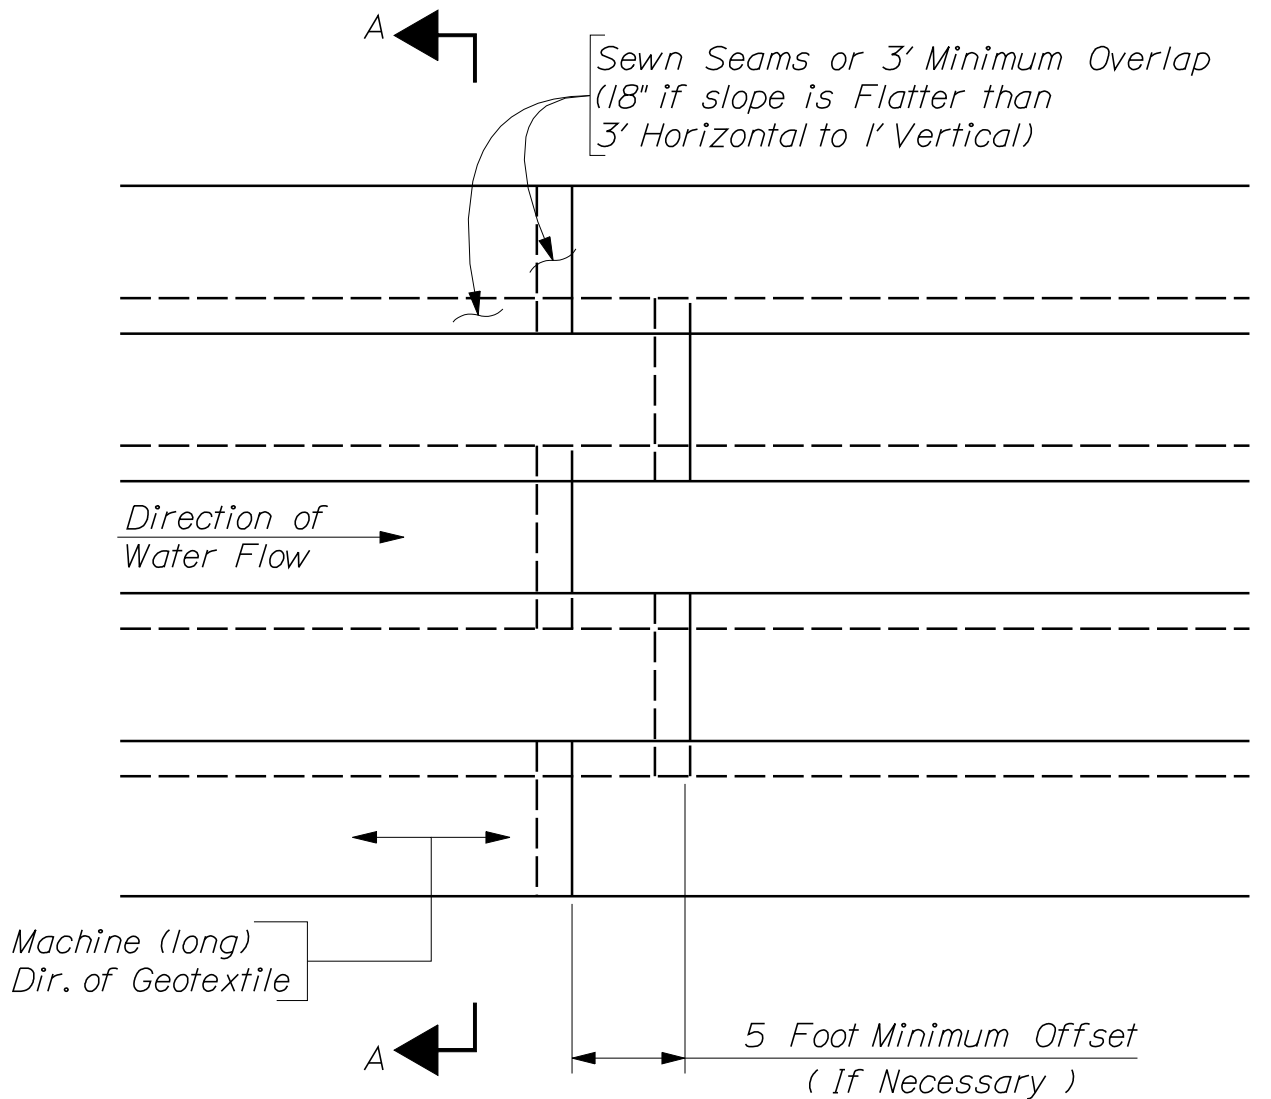 A
Sewn Seams or 3' Minimum Overlap
(18" if slope is Flatter than
3' Horizontal to 1' Vertical)
Direction of
Water Flow
Machine (long)
Dir. of Geotextile
A
5 Foot Minimum Offset
( If Necessary )